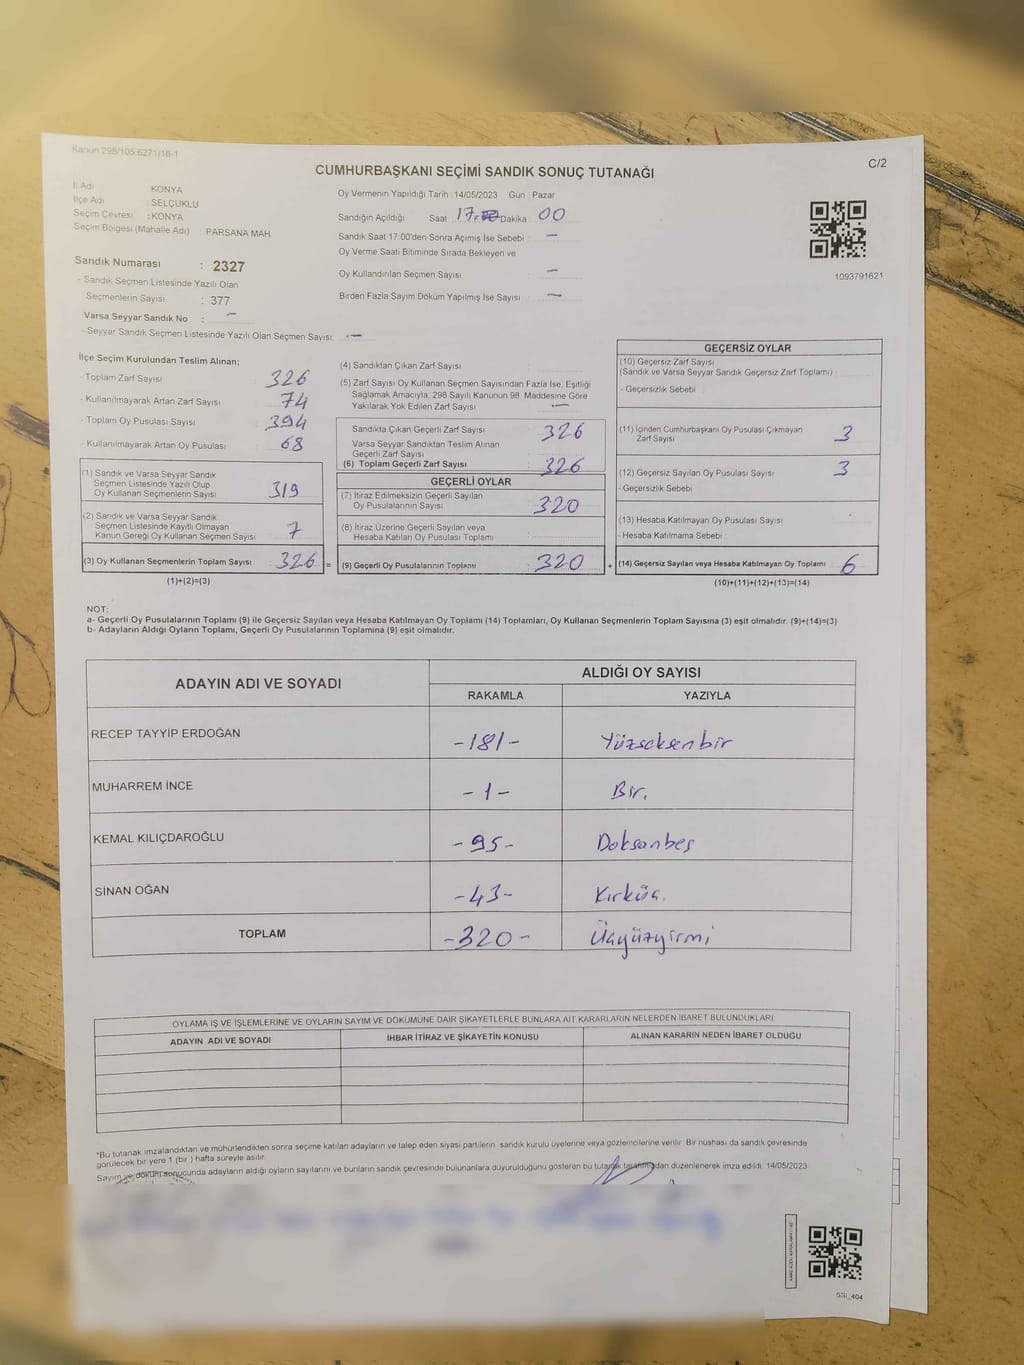 Kanun:298/105,6271/18-1
C/2
CUMHURBAŞKANI SEÇİMİ SANDIK SONUÇ TUTANAĞI
İl Adı : KONYA
İlçe Adı : SELÇUKLU
Seçim Çevresi : KONYA
Seçim Bölgesi (Mahalle Adı) : PARSANA MAH.
Sandık Numarası : 2327
- Sandık Seçmen Listesinde Yazılı Olan
Seçmenlerin Sayısı : 377
Varsa Seyyar Sandık No : —
- Seyyar Sandık Seçmen Listesinde Yazılı Olan Seçmen Sayısı: —
Oy Vermenin Yapıldığı Tarih :14/05/2023 Gün : Pazar
Sandığın Açıldığı Saat 17 Dakika : 00
Sandık Saat 17:00'den Sonra Açılmış İse Sebebi : —
Oy Verme Saati Bitiminde Sırada Bekleyen ve
Oy Kullandırılan Seçmen Sayısı : —
Birden Fazla Sayım Döküm Yapılmış İse Sayısı : —
1093791621
İlçe Seçim Kurulundan Teslim Alınan;
- Toplam Zarf Sayısı 326
- Kullanılmayarak Artan Zarf Sayısı : 74
- Toplam Oy Pusulası Sayısı : 394
- Kullanılmayarak Artan Oy Pusulası : 68
(1) Sandık ve Varsa Seyyar Sandık
Seçmen Listesinde Yazılı Olup
Oy Kullanan Seçmenlerin Sayısı : 319
(2) Sandık ve Varsa Seyyar Sandık
Seçmen Listesinde Kayıtlı Olmayan
Kanun Gereği Oy Kullanan Seçmen Sayısı : 7
(3) Oy Kullanan Seçmenlerin Toplam Sayısı : 326 =
(1)+(2)=(3)
(4) Sandıktan Çıkan Zarf Sayısı :
(5) Zarf Sayısı Oy Kullanan Seçmen Sayısından Fazla İse, Eşitliği
Sağlamak Amacıyla; 298 Sayılı Kanunun 98. Maddesine Göre
Yakılarak Yok Edilen Zarf Sayısı : —
Sandıkta Çıkan Geçerli Zarf Sayısı : 326
Varsa Seyyar Sandıktan Teslim Alınan
Geçerli Zarf Sayısı :
(6) Toplam Geçerli Zarf Sayısı : 326
GEÇERLİ OYLAR
(7) İtiraz Edilmeksizin Geçerli Sayılan
Oy Pusulalarının Sayısı : 320
(8) İtiraz Üzerine Geçerli Sayılan veya
Hesaba Katılan Oy Pusulası Toplamı :
(9) Geçerli Oy Pusulalarının Toplamı : 320 +
GEÇERSİZ OYLAR
(10) Geçersiz Zarf Sayısı
(Sandık ve Varsa Seyyar Sandık Geçersiz Zarf Toplamı) :
- Geçersizlik Sebebi :
(11) İçinden Cumhurbaşkanı Oy Pusulası Çıkmayan
Zarf Sayısı : 3
(12) Geçersiz Sayılan Oy Pusulası Sayısı : 3
- Geçersizlik Sebebi :
(13) Hesaba Katılmayan Oy Pusulası Sayısı :
- Hesaba Katılmama Sebebi :
(14) Geçersiz Sayılan veya Hesaba Katılmayan Oy Toplamı : 6
(10)+(11)+(12)+(13)=(14)
NOT:
a- Geçerli Oy Pusulalarının Toplamı (9) ile Geçersiz Sayılan veya Hesaba Katılmayan Oy Toplamı (14) Toplamları, Oy Kullanan Seçmenlerin Toplam Sayısına (3) eşit olmalıdır. (9)+(14)=(3)
b- Adayların Aldığı Oyların Toplamı, Geçerli Oy Pusulalarının Toplamına (9) eşit olmalıdır.
ADAYIN ADI VE SOYADI
ALDIĞI OY SAYISI
RAKAMLA YAZIYLA
RECEP TAYYİP ERDOĞAN -181- Yüzseksenbir
MUHARREM İNCE -1- Bir.
KEMAL KILIÇDAROĞLU -95- Doksanbeş
SİNAN OĞAN -43- Kırküç.
TOPLAM -320- Üçyüzyirmi
OYLAMA İŞ VE İŞLEMLERİNE VE OYLARIN SAYIM VE DÖKÜMÜNE DAİR ŞİKAYETLERLE BUNLARA AİT KARARLARIN NELERDEN İBARET BULUNDUKLARI
ADAYIN ADI VE SOYADI İHBAR İTİRAZ VE ŞİKAYETİN KONUSU ALINAN KARARIN NEDEN İBARET OLDUĞU
*Bu tutanak imzalandıktan ve mühürlendikten sonra seçime katılan adayların ve talep eden siyasi partilerin sandık kurulu üyelerine veya gözlemcilerine verilir. Bir nüshası da sandık çevresinde
görülecek bir yere 1 (bir ) hafta süreyle asılır.
Sayım ve döküm sonucunda adayların aldığı oyların sayılarını ve bunların sandık çevresinde bulunanlara duyurulduğunu gösteren bu tutanak tarafımızdan düzenlenerek imza edildi. 14/05/2023